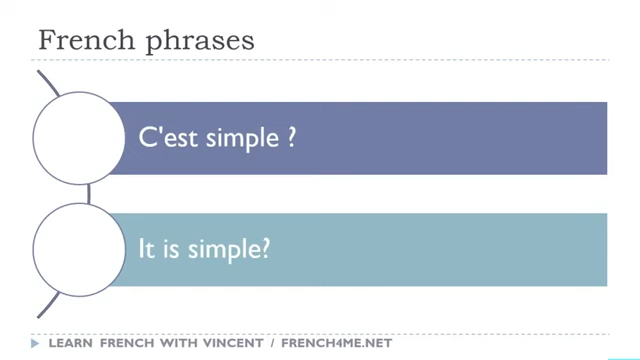 French phrases
C'est simple ?
It is simple?
LEARN FRENCH WITH VINCENT / FRENCH4ME.NET